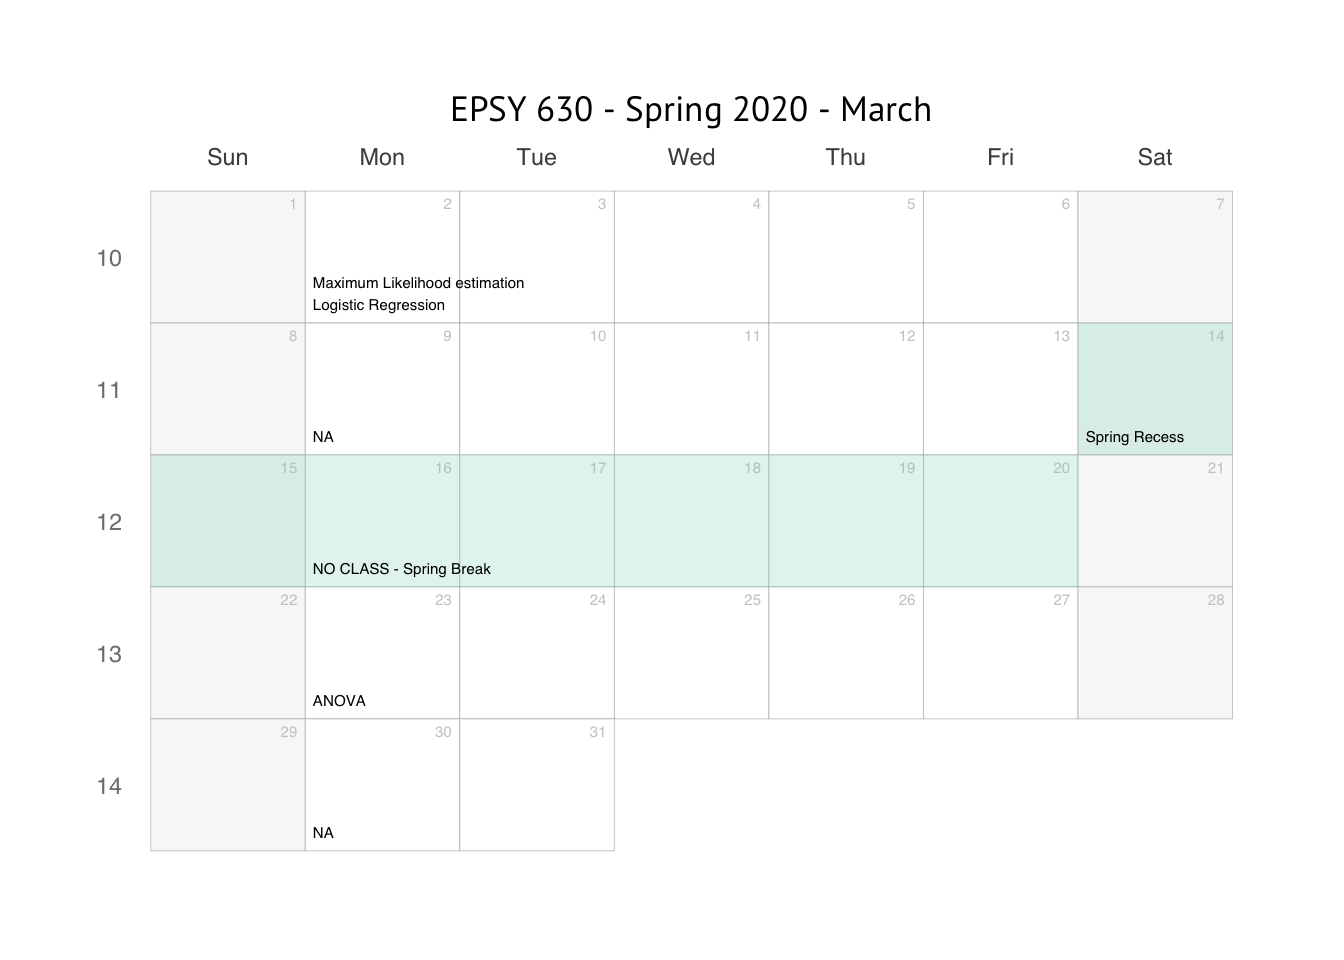 EPSY 630 - Spring 2020 - March
Sun Mon Tue Wed Thu Fri Sat
1 2 3 4 5 6 7
10
Maximum Likelihood estimation
Logistic Regression
8 9 10 11 12 13 14
11
NA Spring Recess
15 16 17 18 19 20 21
12
NO CLASS - Spring Break
22 23 24 25 26 27 28
13
ANOVA
29 30 31
14
NA